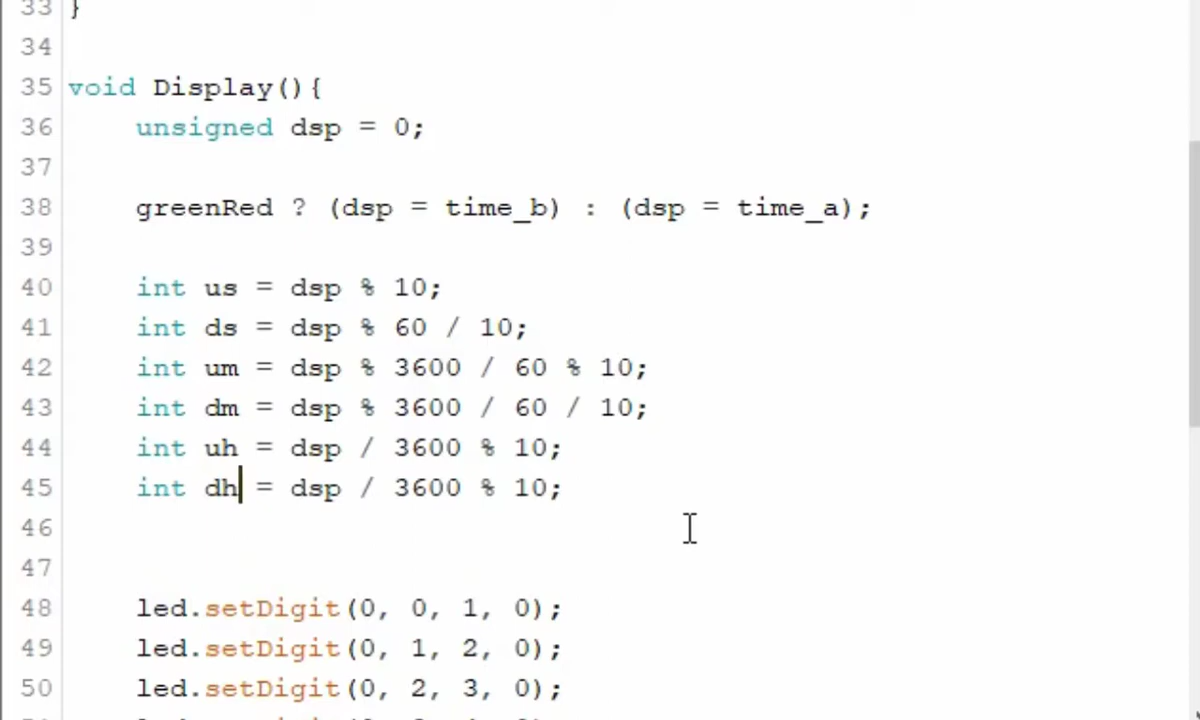 33 }
34
35 void Display(){
36 unsigned dsp = 0;
37
38 greenRed ? (dsp = time_b) : (dsp = time_a);
39
40 int us = dsp % 10;
41 int ds = dsp % 60 / 10;
42 int um = dsp % 3600 / 60 % 10;
43 int dm = dsp % 3600 / 60 / 10;
44 int uh = dsp / 3600 % 10;
45 int dh = dsp / 3600 % 10;
46
47
48 led.setDigit(0, 0, 1, 0);
49 led.setDigit(0, 1, 2, 0);
50 led.setDigit(0, 2, 3, 0);